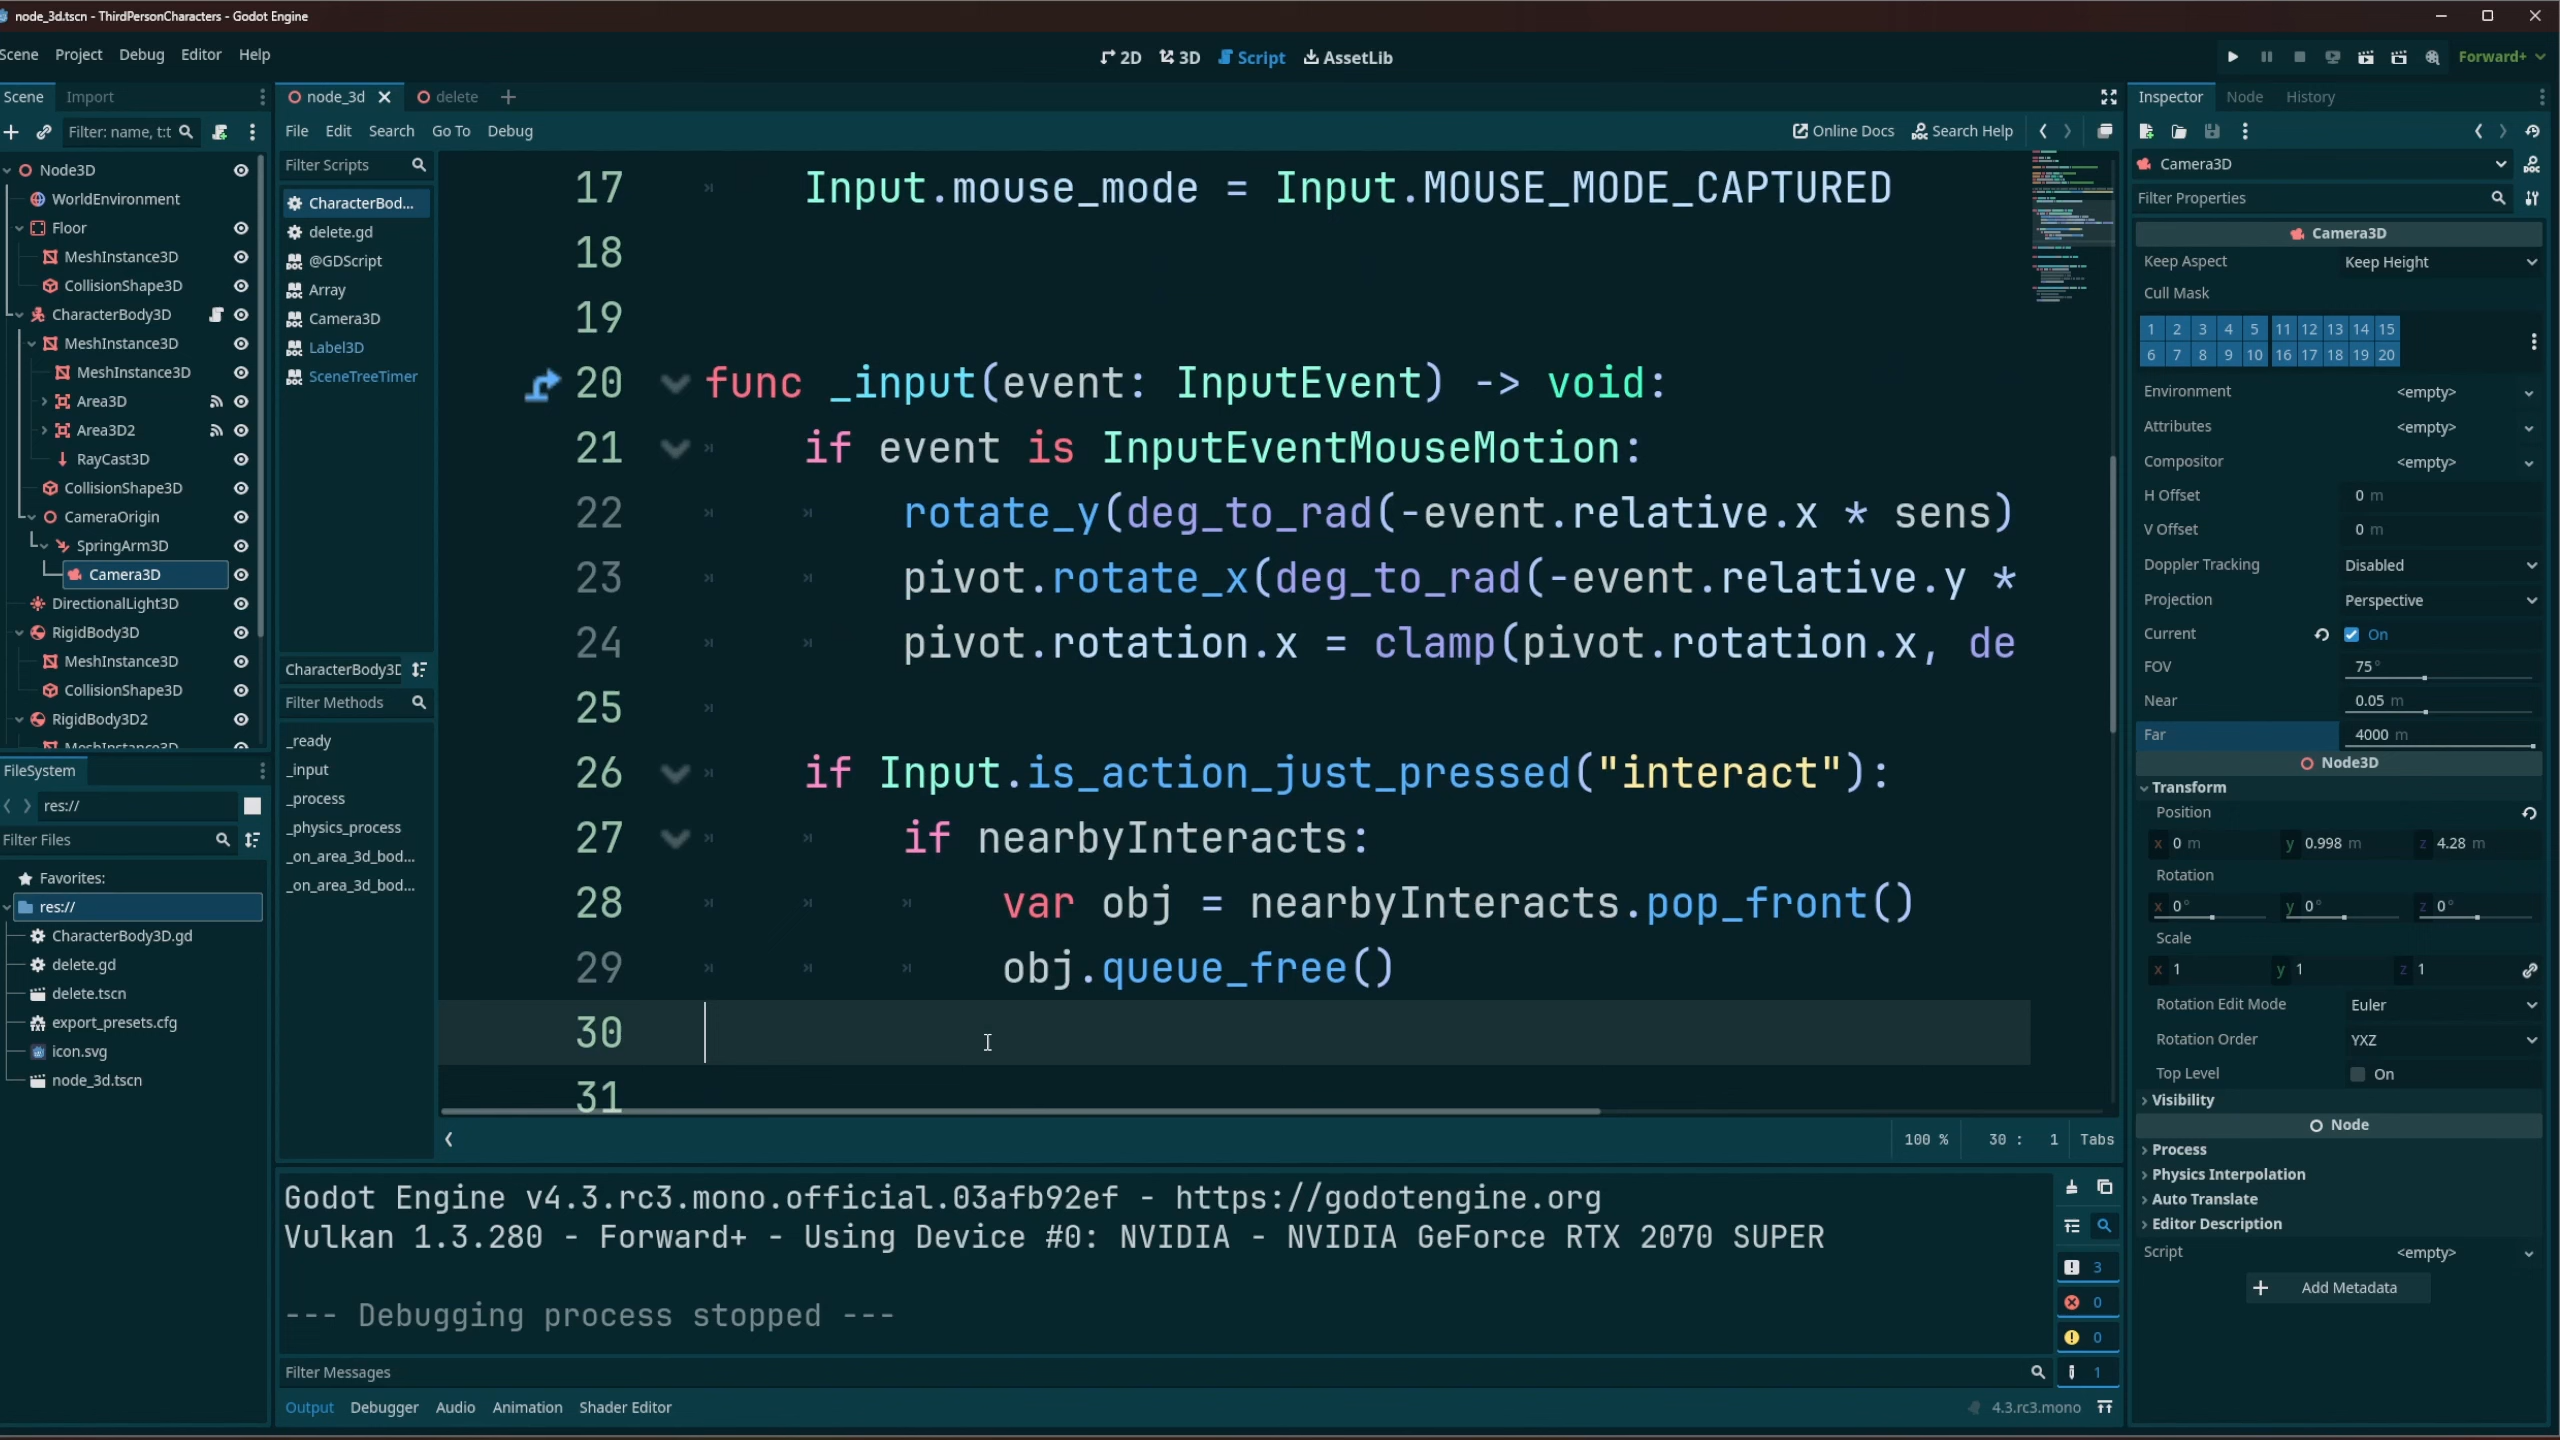 node_3d.tscn - ThirdPersonCharacters - Godot Engine
Scene Project Debug Editor Help
2D 3D Script AssetLib
Forward+
Scene Import
Filter: name, t:t
Node3D
WorldEnvironment
Floor
MeshInstance3D
CollisionShape3D
CharacterBody3D
MeshInstance3D
MeshInstance3D
Area3D
Area3D2
RayCast3D
CollisionShape3D
CameraOrigin
SpringArm3D
Camera3D
DirectionalLight3D
RigidBody3D
MeshInstance3D
CollisionShape3D
RigidBody3D2
MeshInstance3D
FileSystem
res://
Filter Files
Favorites:
res://
CharacterBody3D.gd
delete.gd
delete.tscn
export_presets.cfg
icon.svg
node_3d.tscn
node_3d delete
File Edit Search Go To Debug
Online Docs Search Help
Filter Scripts
CharacterBod...
delete.gd
@GDScript
Array
Camera3D
Label3D
SceneTreeTimer
CharacterBody3D
Filter Methods
_ready
_input
_process
_physics_process
_on_area_3d_bod...
_on_area_3d_bod...
17 Input.mouse_mode = Input.MOUSE_MODE_CAPTURED
18
19
20 func _input(event: InputEvent) -> void:
21 if event is InputEventMouseMotion:
22 rotate_y(deg_to_rad(-event.relative.x * sens)
23 pivot.rotate_x(deg_to_rad(-event.relative.y *
24 pivot.rotation.x = clamp(pivot.rotation.x, de
25
26 if Input.is_action_just_pressed("interact"):
27 if nearbyInteracts:
28 var obj = nearbyInteracts.pop_front()
29 obj.queue_free()
30
31
100 % 30 : 1 Tabs
Godot Engine v4.3.rc3.mono.official.03afb92ef - https://godotengine.org
Vulkan 1.3.280 - Forward+ - Using Device #0: NVIDIA - NVIDIA GeForce RTX 2070 SUPER
--- Debugging process stopped ---
3
0
0
1
Filter Messages
Output Debugger Audio Animation Shader Editor
4.3.rc3.mono
Inspector Node History
Camera3D
Filter Properties
Camera3D
Keep Aspect Keep Height
Cull Mask
1 2 3 4 5 11 12 13 14 15
6 7 8 9 10 16 17 18 19 20
Environment <empty>
Attributes <empty>
Compositor <empty>
H Offset 0 m
V Offset 0 m
Doppler Tracking Disabled
Projection Perspective
Current On
FOV 75°
Near 0.05 m
Far 4000 m
Node3D
Transform
Position
x 0 m y 0.998 m z 4.28 m
Rotation
x 0° y 0° z 0°
Scale
x 1 y 1 z 1
Rotation Edit Mode Euler
Rotation Order YXZ
Top Level On
Visibility
Node
Process
Physics Interpolation
Auto Translate
Editor Description
Script <empty>
Add Metadata